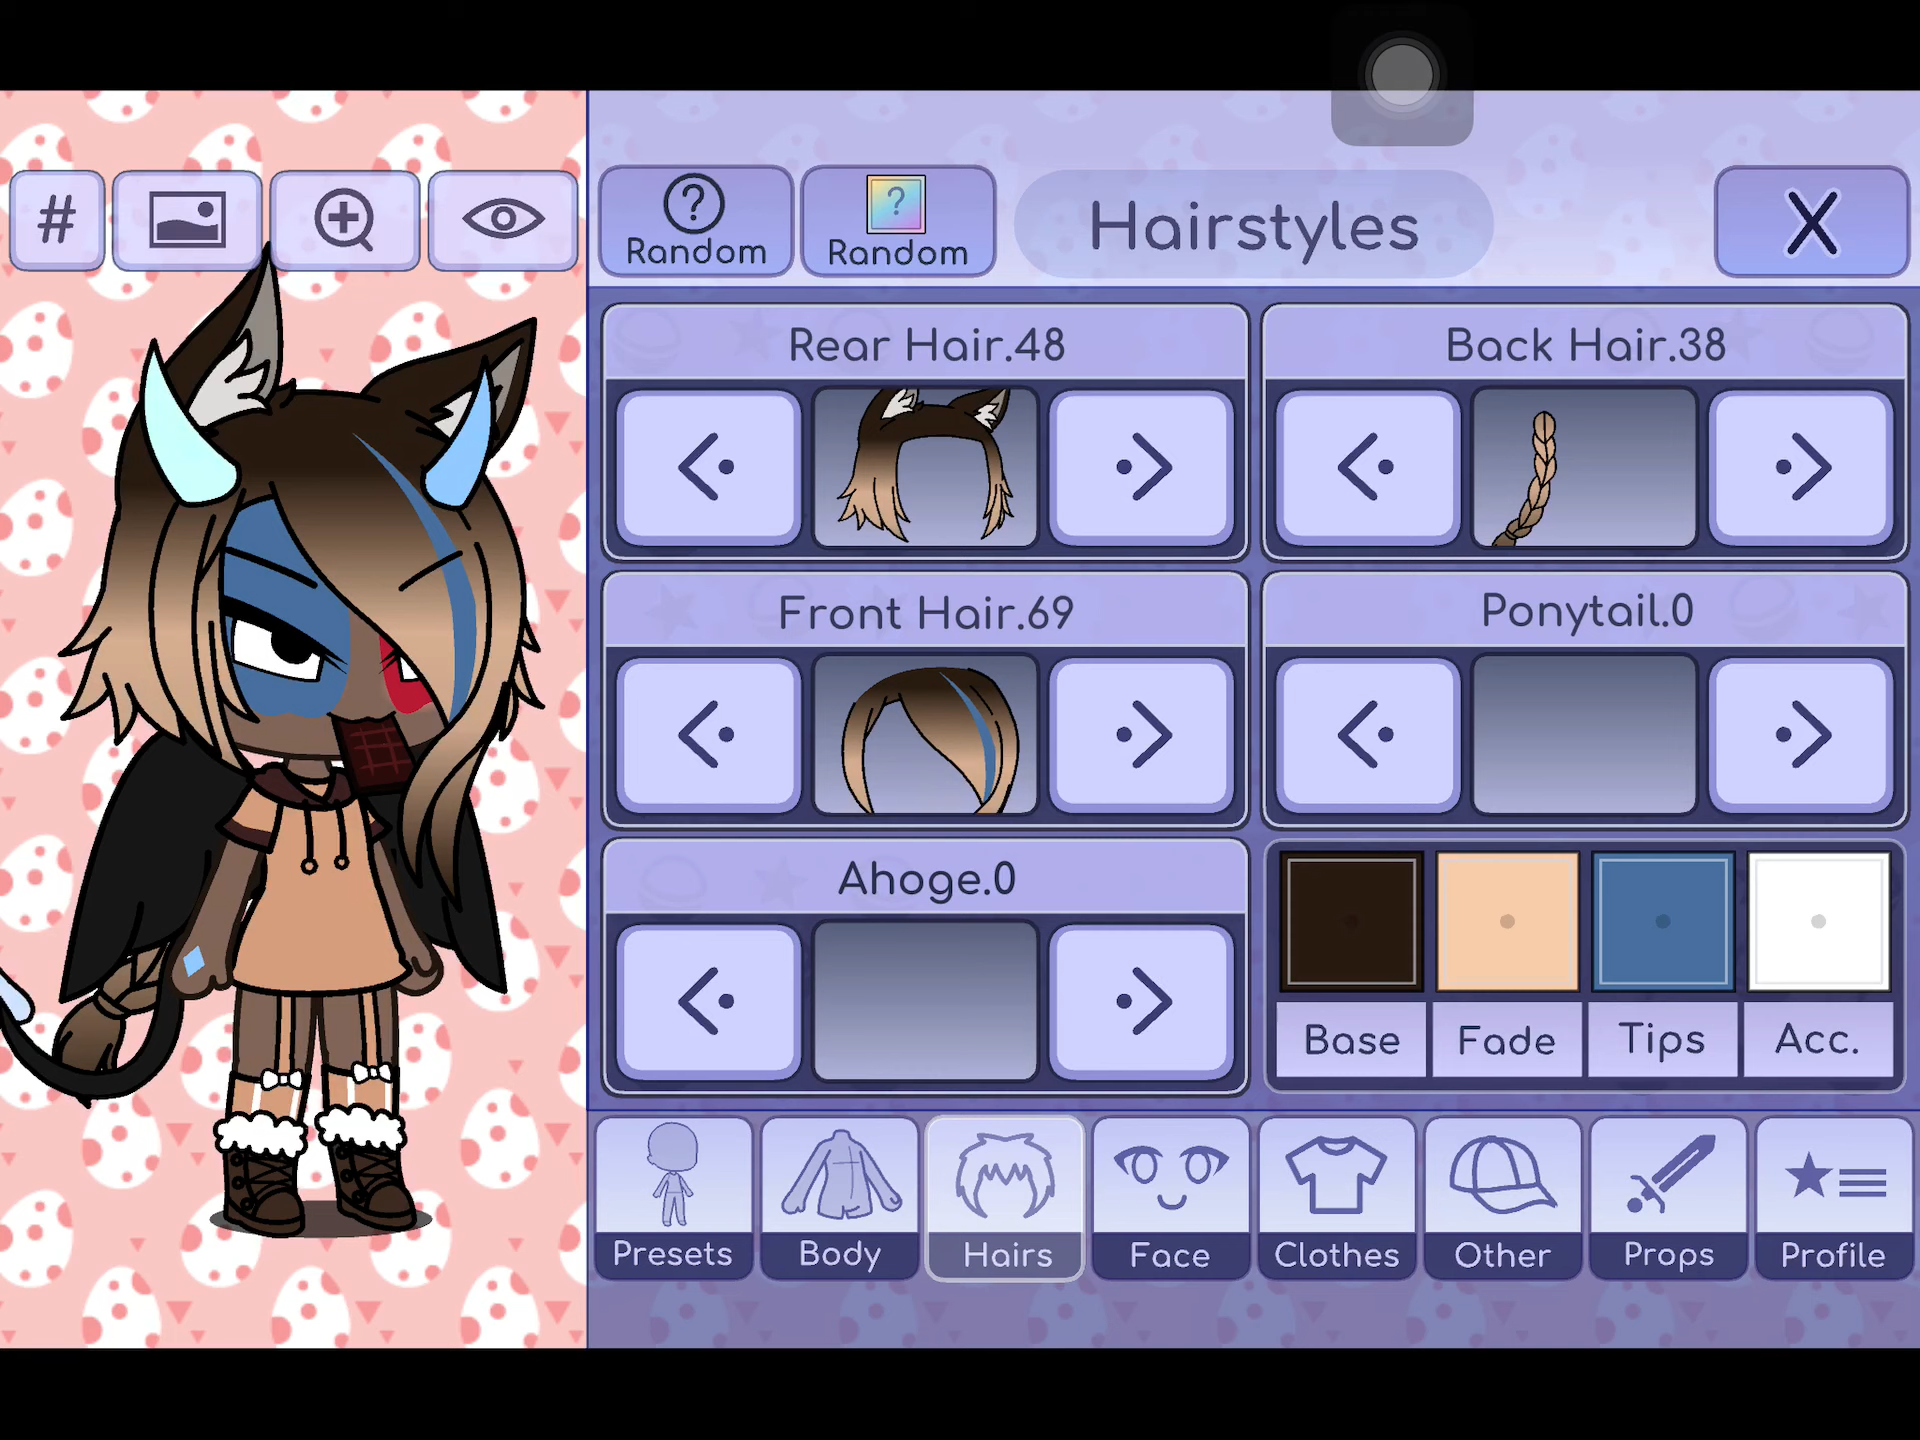 #
? Random
? Random
Hairstyles
X
Rear Hair.48
Back Hair.38
Front Hair.69
Ponytail.0
Ahoge.0
Base
Fade
Tips
Acc.
Presets
Body
Hairs
Face
Clothes
Other
Props
Profile